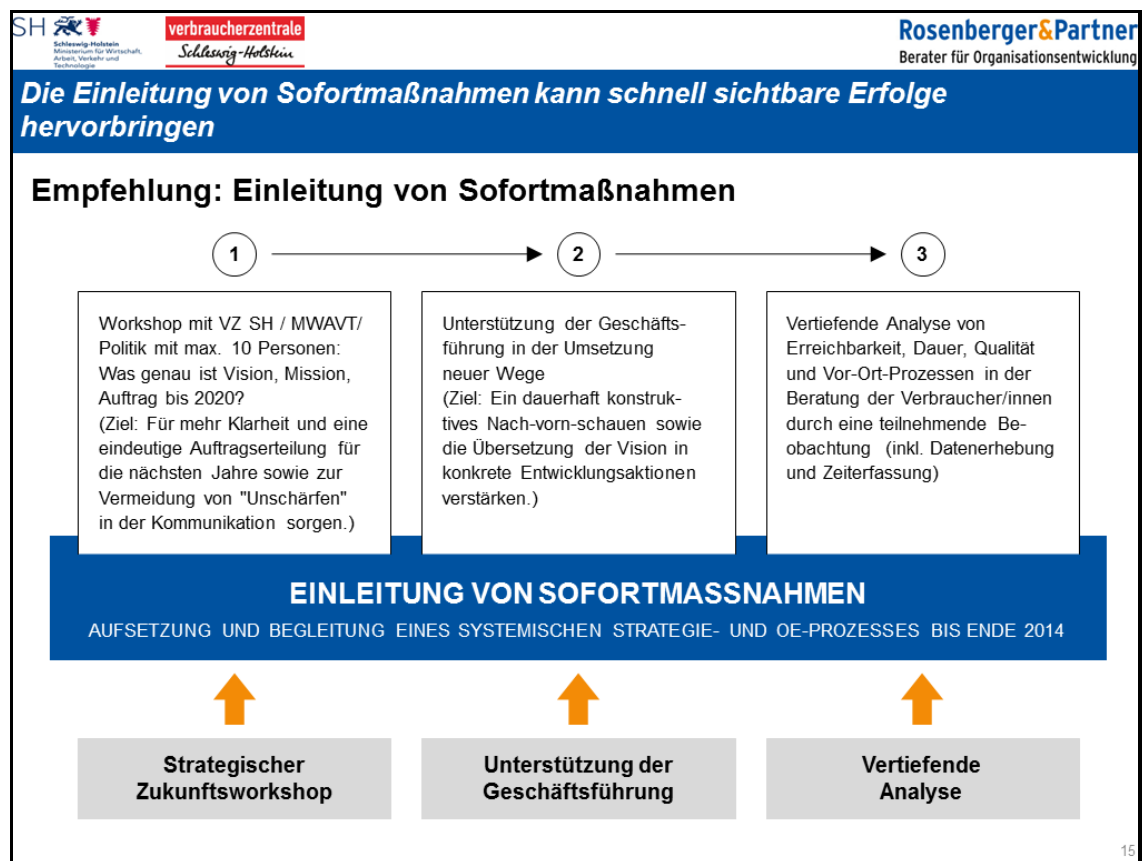 SH
Schleswig-Holstein
Ministerium für Wirtschaft,
Arbeit, Verkehr und
Technologie
verbraucherzentrale
Schleswig-Holstein
Rosenberger&Partner
Berater für Organisationsentwicklung
Die Einleitung von Sofortmaßnahmen kann schnell sichtbare Erfolge
hervorbringen
Empfehlung: Einleitung von Sofortmaßnahmen
1
2
3
Workshop mit VZ SH / MWAVT/
Politik mit max. 10 Personen:
Was genau ist Vision, Mission,
Auftrag bis 2020?
(Ziel: Für mehr Klarheit und eine
eindeutige Auftragserteilung für
die nächsten Jahre sowie zur
Vermeidung von "Unschärfen"
in der Kommunikation sorgen.)
Unterstützung der Geschäfts-
führung in der Umsetzung
neuer Wege
(Ziel: Ein dauerhaft konstruk-
tives Nach-vorn-schauen sowie
die Übersetzung der Vision in
konkrete Entwicklungsaktionen
verstärken.)
Vertiefende Analyse von
Erreichbarkeit, Dauer, Qualität
und Vor-Ort-Prozessen in der
Beratung der Verbraucher/innen
durch eine teilnehmende Be-
obachtung (inkl. Datenerhebung
und Zeiterfassung)
EINLEITUNG VON SOFORTMASSNAHMEN
AUFSETZUNG UND BEGLEITUNG EINES SYSTEMISCHEN STRATEGIE- UND OE-PROZESSES BIS ENDE 2014
Strategischer
Zukunftsworkshop
Unterstützung der
Geschäftsführung
Vertiefende
Analyse
15